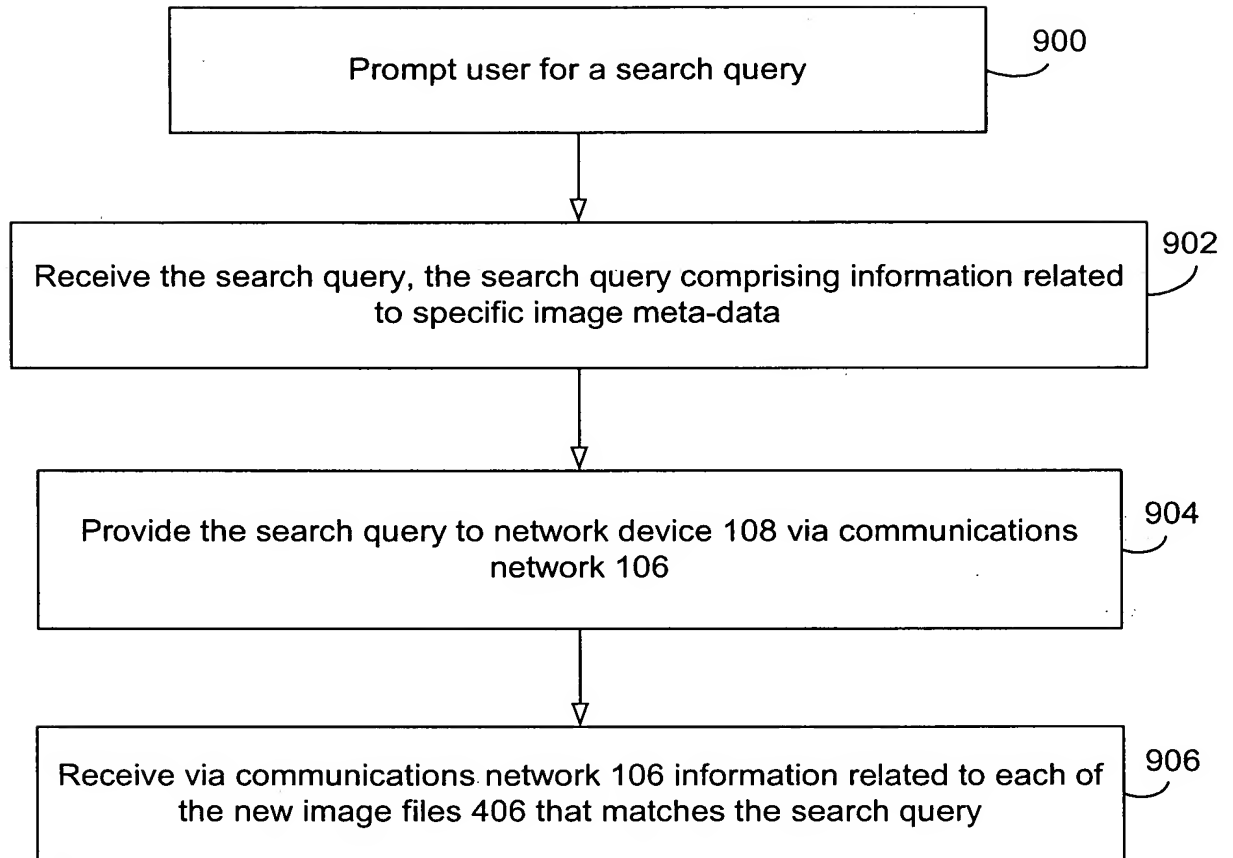 Prompt user for a search query
900
Receive the search query, the search query comprising information related
to specific image meta-data
902
Provide the search query to network device 108 via communications
network 106
904
Receive via communications network 106 information related to each of
the new image files 406 that matches the search query
906